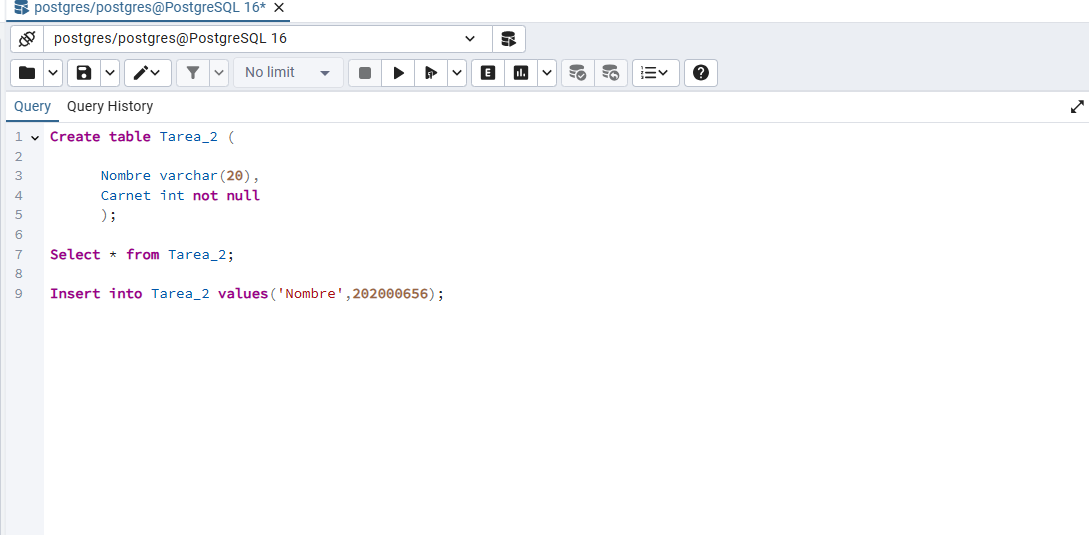 postgres/postgres@PostgreSQL 16*
postgres/postgres@PostgreSQL 16
No limit
E
Query Query History
1 Create table Tarea_2 (
2
3 Nombre varchar(20),
4 Carnet int not null
5 );
6
7 Select * from Tarea_2;
8
9 Insert into Tarea_2 values('Nombre',202000656);